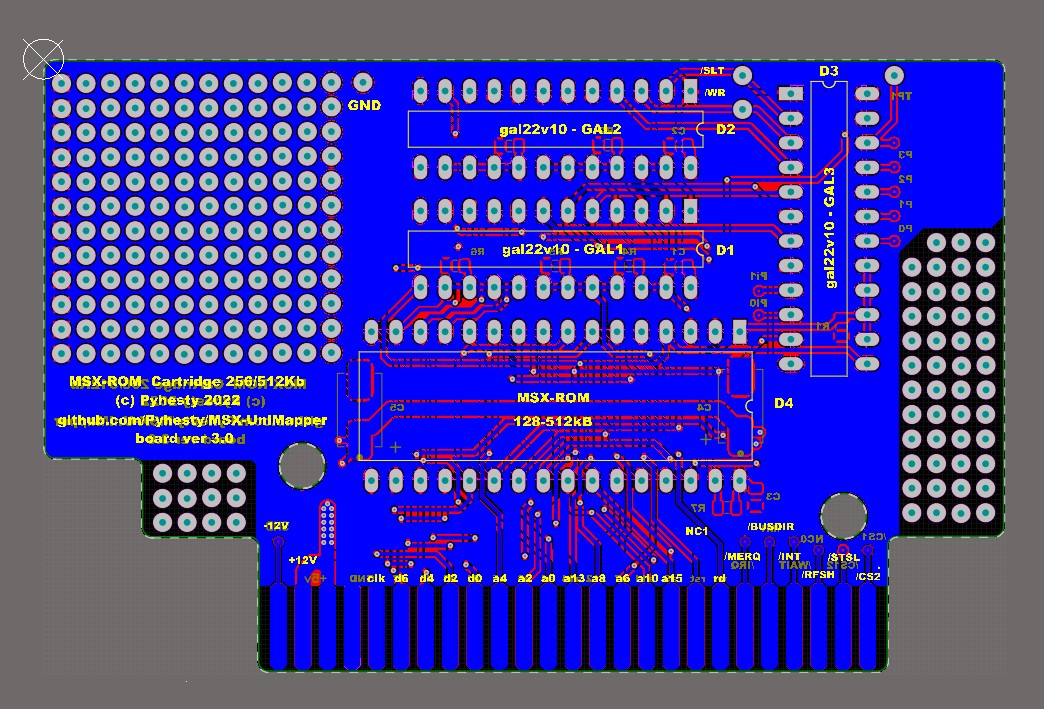 /SLT
D3
GND
/WR
TP1
gal22v10 - GAL2
D2
C2
P3
P2
gal22v10 - GAL3
P1
P0
gal22v10 - GAL1
D1
R6
C1
Pi1
Pi0
R1
MSX-ROM Cartridge 256/512Kb
(c) Pyhesty 2022
github.com/Pyhesty/MSX-UniMapper
board ver 3.0
MSX-ROM
128-512kB
C5
C4
D4
+
+
C3
R7
-12V
NC1
/BUSDIR
NC0
/CS1
+12V
/MERQ
/INT
/STSL
/IRQ
WAIT
/CS12
/RFSH
/CS2
+5v
GND
clk d6 d4 d2 d0 a4 a2 a0 a13 a8 a6 a10 a15 rst rd